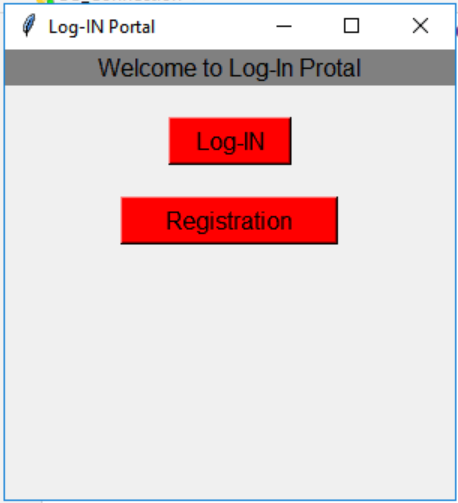 Log-IN Portal
Welcome to Log-In Protal
Log-IN
Registration